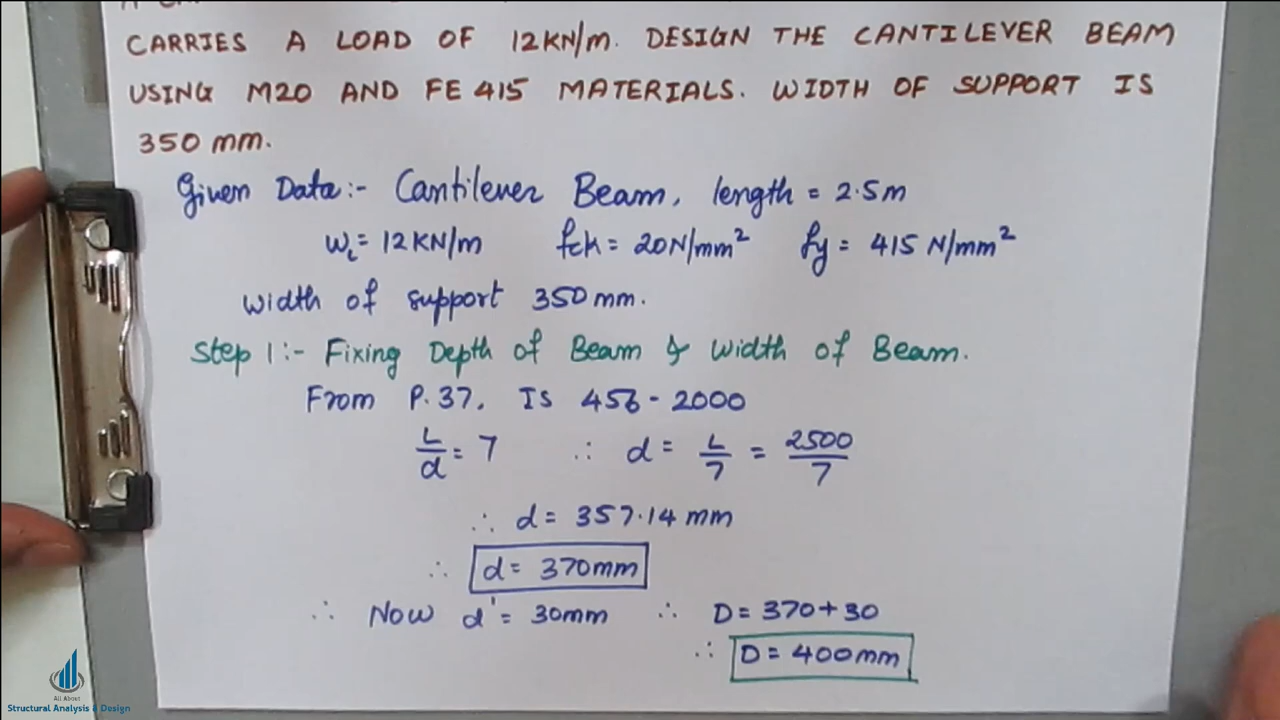 CARRIES A LOAD OF 12KN/m. DESIGN THE CANTILEVER BEAM
USING M20 AND FE 415 MATERIALS. WIDTH OF SUPPORT IS
350 mm.
Given Data:- Cantilever Beam, length = 2.5m
wL = 12KN/m fck = 20N/mm² fy = 415 N/mm²
width of support 350mm.
Step 1:- Fixing Depth of Beam & Width of Beam.
From P.37, IS 456-2000
L/d = 7 ∴ d = L/7 = 2500/7
∴ d = 357.14 mm
∴ d = 370mm
∴ Now d' = 30mm ∴ D = 370+30
∴ D = 400mm
All About
Structural Analysis & Design